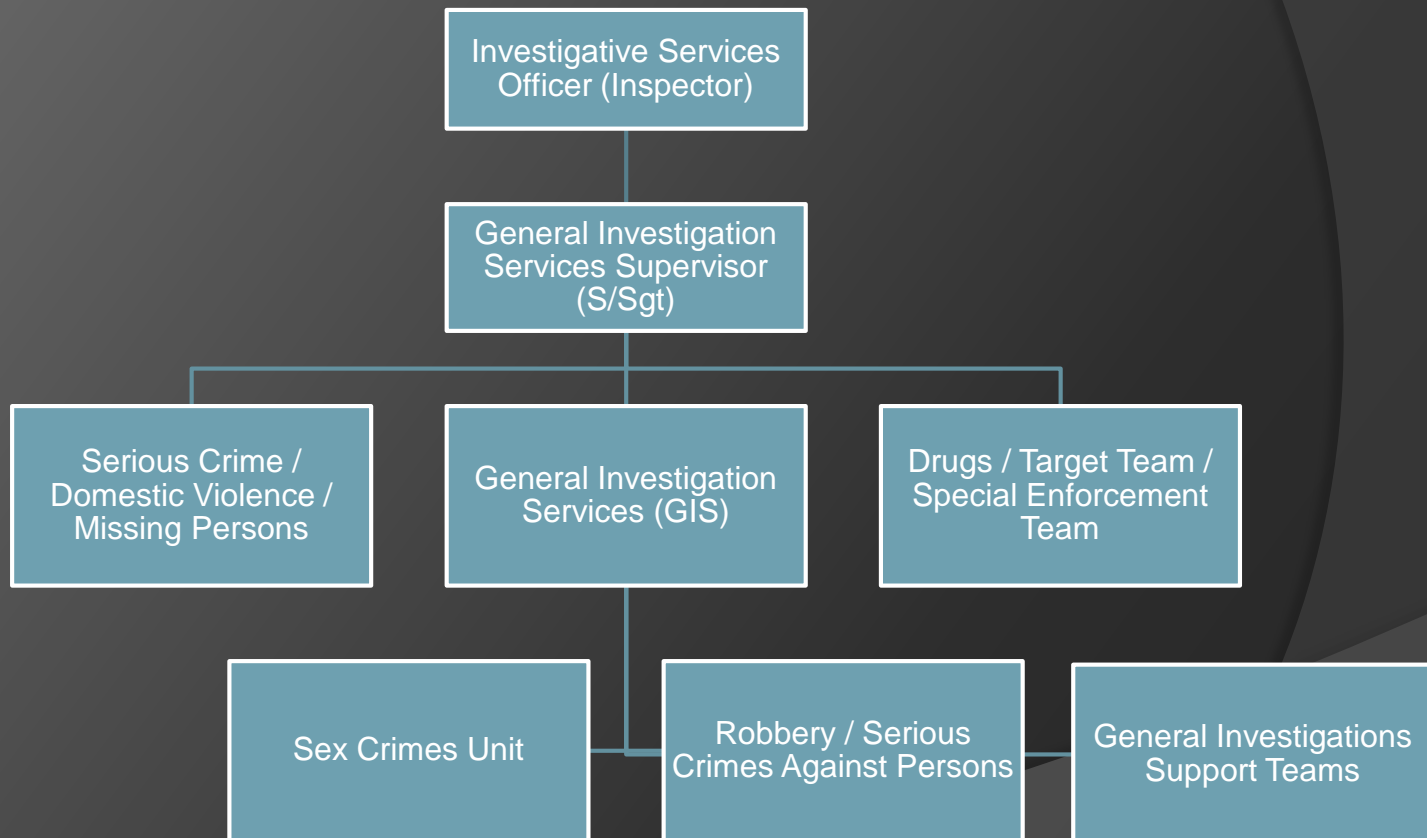 Investigative Services
Officer (Inspector)
General Investigation
Services Supervisor
(S/Sgt)
Serious Crime /
Domestic Violence /
Missing Persons
General Investigation
Services (GIS)
Drugs / Target Team /
Special Enforcement
Team
Sex Crimes Unit
Robbery / Serious
Crimes Against Persons
General Investigations
Support Teams